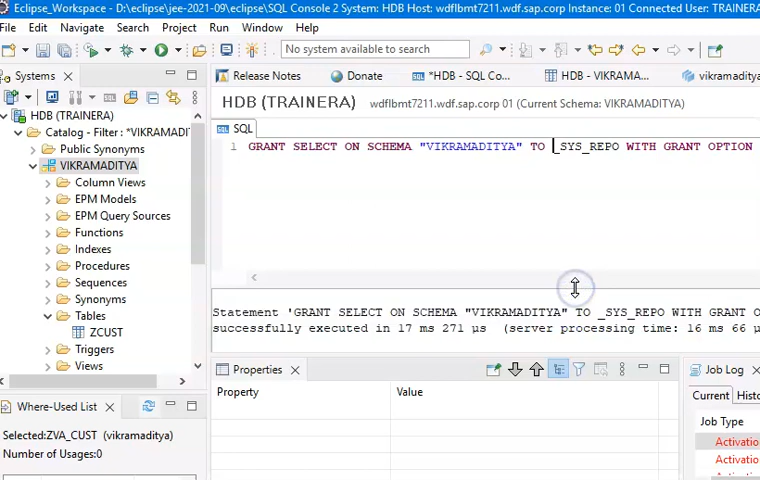 Eclipse_Workspace - D:\eclipse\jee-2021-09\eclipse\SQL Console 2 System: HDB Host: wdflbmt7211.wdf.sap.corp Instance: 01 Connected User: TRAINERA
File Edit Navigate Search Project Run Window Help
No system available to search
Systems
Release Notes
Donate
*HDB - SQL Co...
HDB - VIKRAMA...
vikramaditya
HDB (TRAINERA)
Catalog - Filter : *VIKRAMADI
Public Synonyms
VIKRAMADITYA
Column Views
EPM Models
EPM Query Sources
Functions
Indexes
Procedures
Sequences
Synonyms
Tables
ZCUST
Triggers
Views
HDB (TRAINERA) wdflbmt7211.wdf.sap.corp 01 (Current Schema: VIKRAMADITYA)
SQL
1 GRANT SELECT ON SCHEMA "VIKRAMADITYA" TO _SYS_REPO WITH GRANT OPTION
Statement 'GRANT SELECT ON SCHEMA "VIKRAMADITYA" TO _SYS_REPO WITH GRANT O
successfully executed in 17 ms 271 µs (server processing time: 16 ms 66 µ
Where-Used List
Selected:ZVA_CUST (vikramaditya)
Number of Usages:0
Properties
Property Value
Job Log
Current Histo
Job Type
Activatio
Activatio